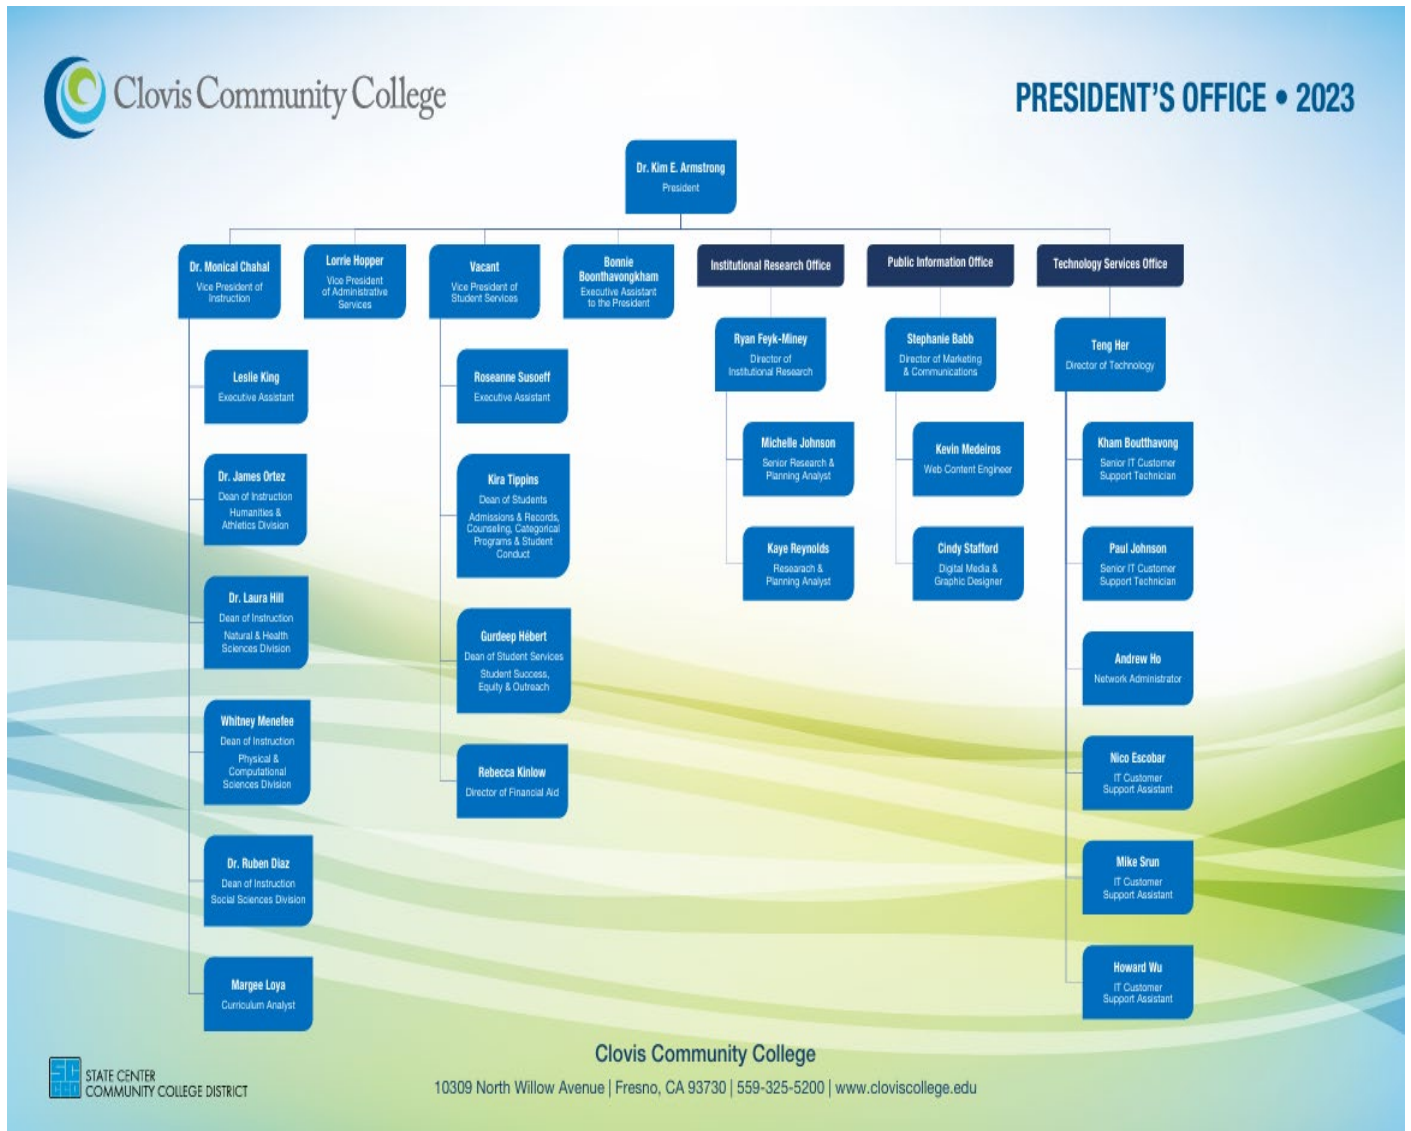 Clovis Community College
PRESIDENT'S OFFICE • 2023
Dr. Kim E. Armstrong
President
Dr. Monical Chahal
Vice President of
Instruction
Lorrie Hopper
Vice President
of Administrative
Services
Vacant
Vice President of
Student Services
Bonnie
Boonthavongkham
Executive Assistant
to the President
Institutional Research Office
Public Information Office
Technology Services Office
Leslie King
Executive Assistant
Dr. James Ortez
Dean of Instruction
Humanities &
Athletics Division
Dr. Laura Hill
Dean of Instruction
Natural & Health
Sciences Division
Whitney Menefee
Dean of Instruction
Physical &
Computational
Sciences Division
Dr. Ruben Diaz
Dean of Instruction
Social Sciences Division
Margee Loya
Curriculum Analyst
Roseanne Susoeff
Executive Assistant
Kira Tippins
Dean of Students
Admissions & Records,
Counseling, Categorical
Programs & Student
Conduct
Gurdeep Hébert
Dean of Student Services
Student Success,
Equity & Outreach
Rebecca Kinlow
Director of Financial Aid
Ryan Feyk-Miney
Director of
Institutional Research
Michelle Johnson
Senior Research &
Planning Analyst
Kaye Reynolds
Researach &
Planning Analyst
Stephanie Babb
Director of Marketing
& Communications
Kevin Medeiros
Web Content Engineer
Cindy Stafford
Digital Media &
Graphic Designer
Teng Her
Director of Technology
Kham Boutthavong
Senior IT Customer
Support Technician
Paul Johnson
Senior IT Customer
Support Technician
Andrew Ho
Network Administrator
Nico Escobar
IT Customer
Support Assistant
Mike Srun
IT Customer
Support Assistant
Howard Wu
IT Customer
Support Assistant
SC
CCD
STATE CENTER
COMMUNITY COLLEGE DISTRICT
Clovis Community College
10309 North Willow Avenue | Fresno, CA 93730 | 559-325-5200 | www.cloviscollege.edu